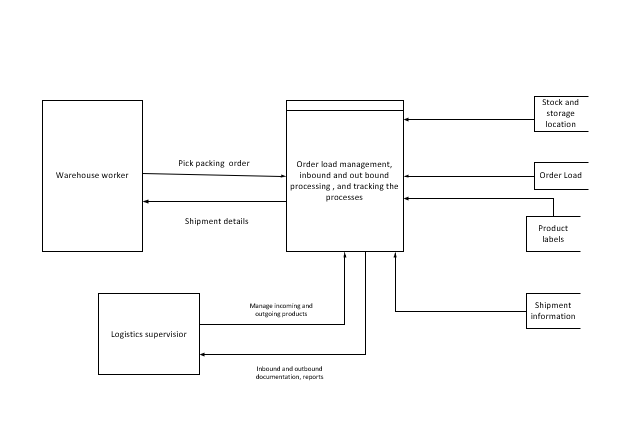 Stock and
storage
location
Pick packing order
Warehouse worker
Order load management,
inbound and out bound
processing , and tracking the
processes
Order Load
Shipment details
Product
labels
Manage incoming and
outgoing products
Shipment
information
Logistics supervisior
Inbound and outbound
documentation, reports